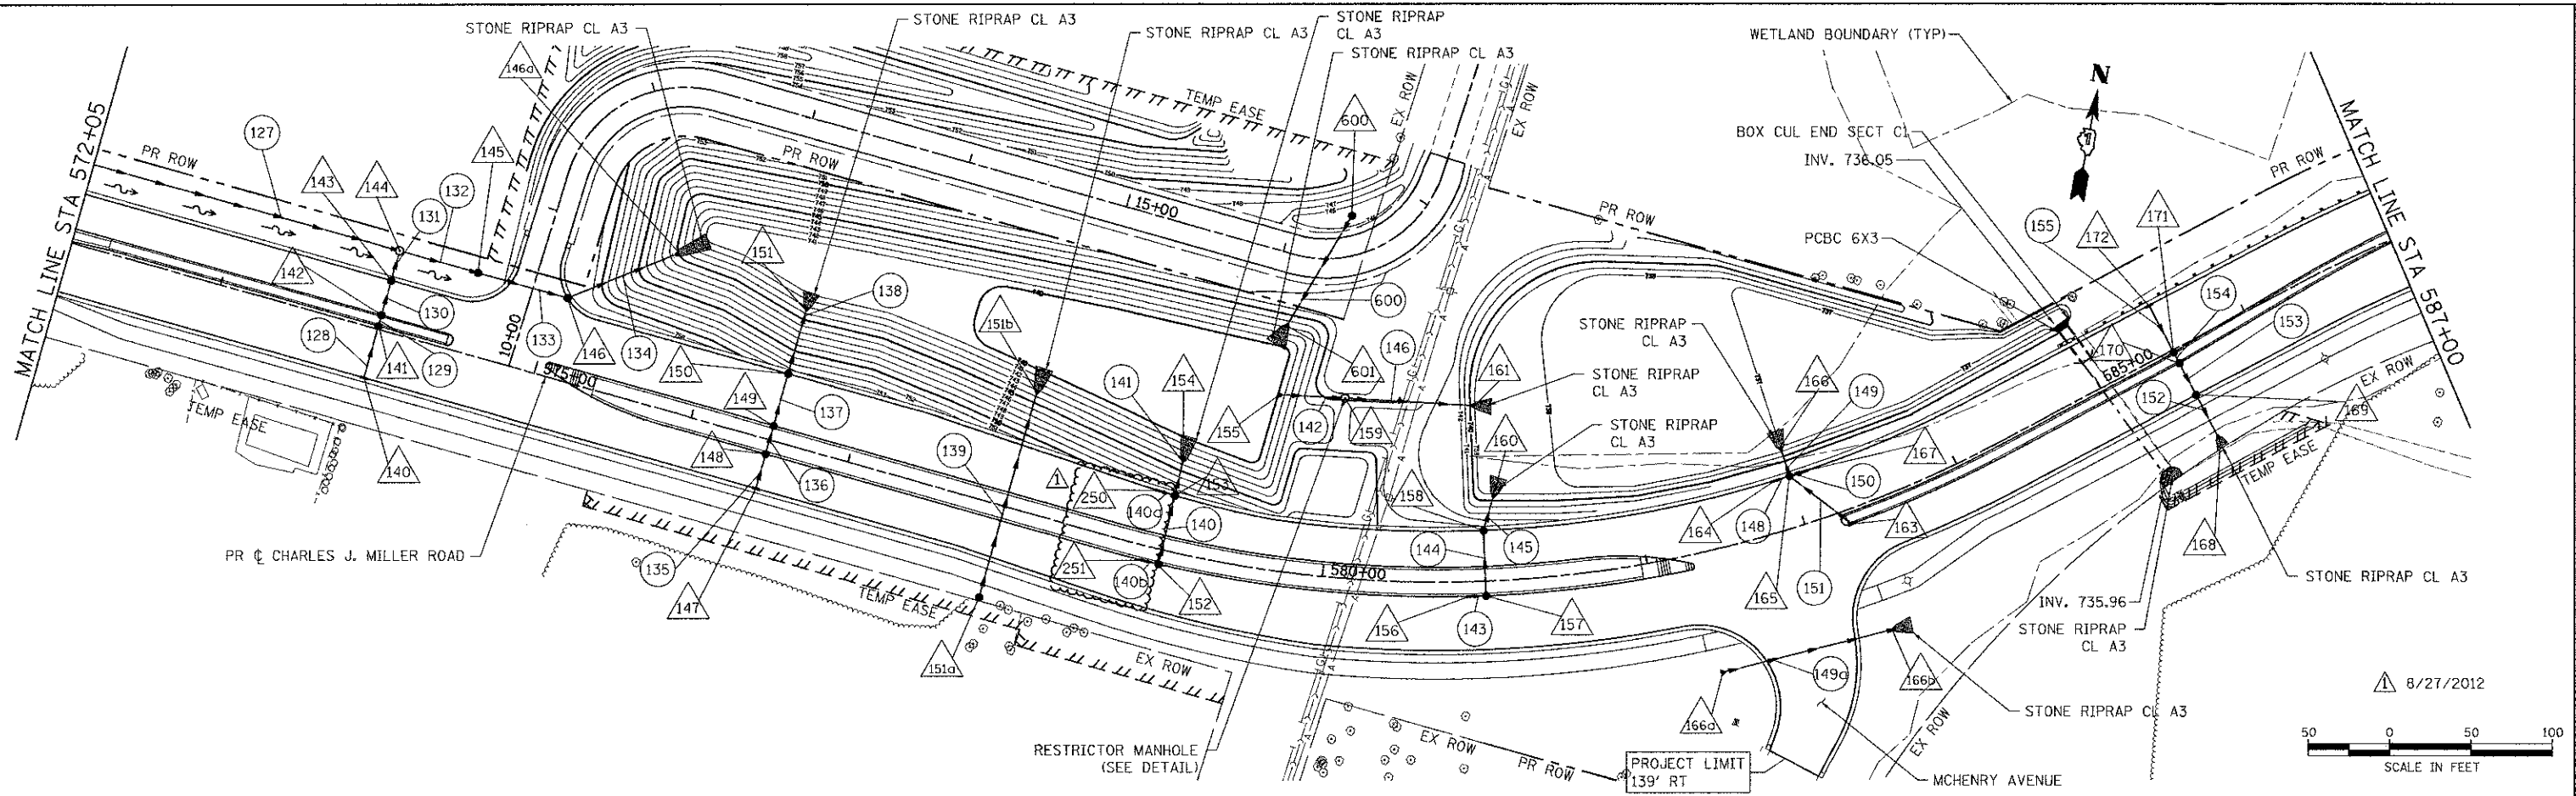 STONE RIPRAP CL A3
STONE RIPRAP CL A3
STONE RIPRAP CL A3
STONE RIPRAP
CL A3
STONE RIPRAP CL A3
WETLAND BOUNDARY (TYP)
BOX CUL END SECT C1
INV. 736.05
PCBC 6X3
N
MATCH LINE STA 572+05
MATCH LINE STA 587+00
PR ROW
PR ROW
TEMP EASE
EX ROW
EX ROW
PR ROW
PR ROW
127
143
144
145
146a
131
132
142
130
128
141
129
140
10+00
133
146
134
150
151
138
15+00
600
600
601
151b
141
154
155
142
146
159
161
160
STONE RIPRAP
CL A3
STONE RIPRAP
CL A3
STONE RIPRAP
CL A3
166
149
167
150
155
172
171
154
153
170
685+00
152
169
EX ROW
TEMP EASE
575+00
149
137
148
136
135
147
139
1
250
140a
153
140
251
140b
152
158
144
145
580+00
156
143
157
164
148
165
151
163
168
STONE RIPRAP CL A3
INV. 735.96
STONE RIPRAP
CL A3
TEMP EASE
PR ℄ CHARLES J. MILLER ROAD
TEMP EASE
151a
EX ROW
RESTRICTOR MANHOLE
(SEE DETAIL)
EX ROW
PR ROW
166a
149a
166b
STONE RIPRAP CL A3
EX ROW
PROJECT LIMIT
139' RT
MCHENRY AVENUE
1 8/27/2012
50 0 50 100
SCALE IN FEET